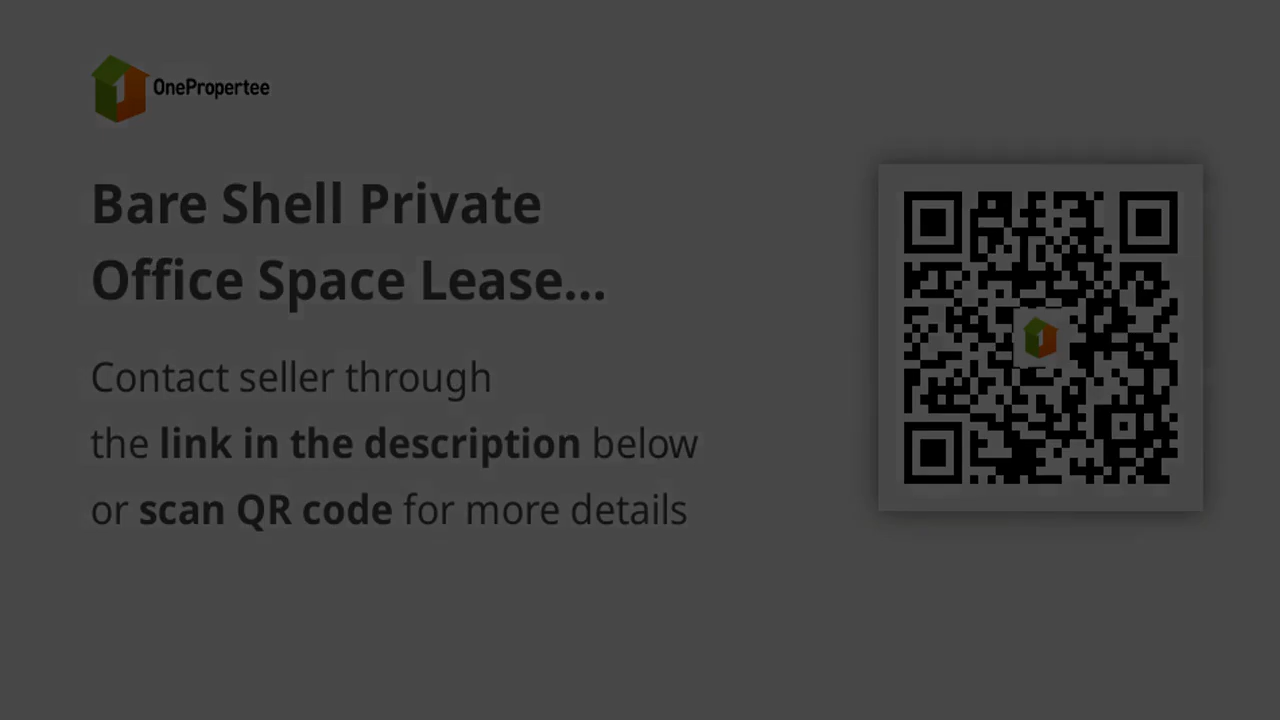 OnePropertee
Bare Shell Private
Office Space Lease...
Contact seller through
the link in the description below
or scan QR code for more details